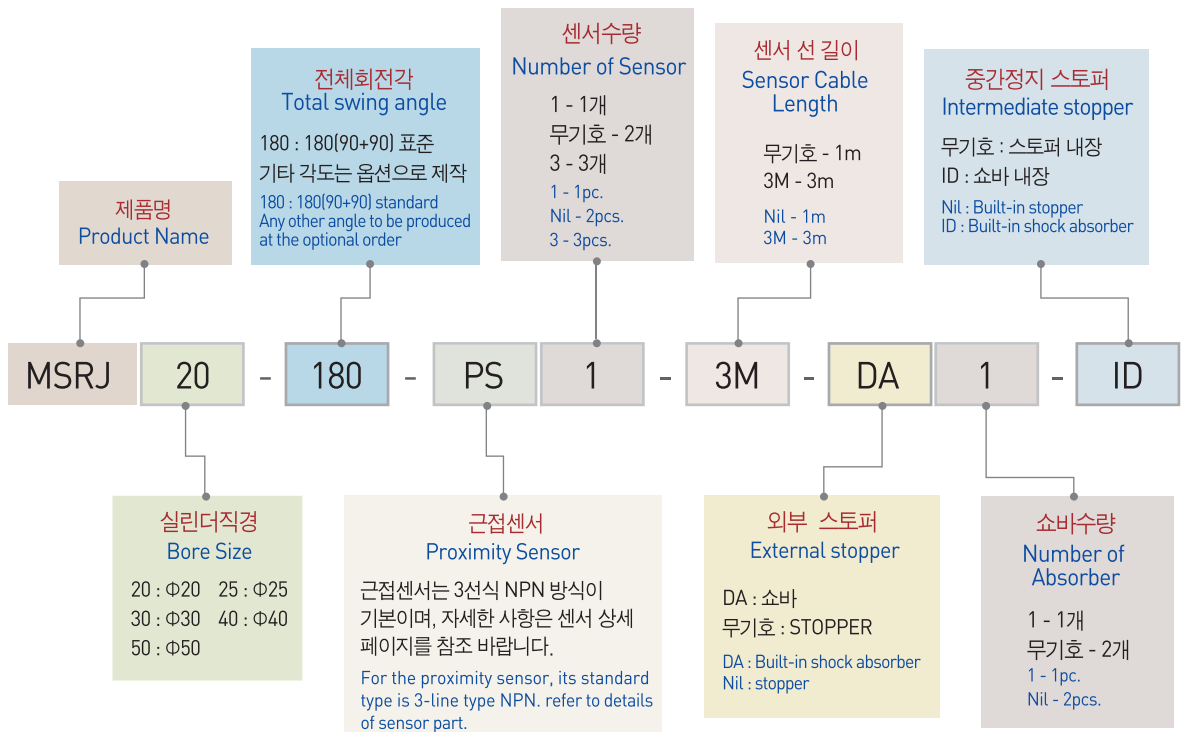 센서수량
Number of Sensor
1 - 1개
무기호 - 2개
3 - 3개
1 - 1pc.
Nil - 2pcs.
3 - 3pcs.
센서 선 길이
Sensor Cable
Length
무기호 - 1m
3M - 3m
Nil - 1m
3M - 3m
전체회전각
Total swing angle
180 : 180(90+90) 표준
기타 각도는 옵션으로 제작
180 : 180(90+90) standard
Any other angle to be produced
at the optional order
중간정지 스토퍼
Intermediate stopper
무기호 : 스토퍼 내장
ID : 쇼바 내장
Nil : Built-in stopper
ID : Built-in shock absorber
제품명
Product Name
MSRJ 20 - 180 - PS 1 - 3M - DA 1 - ID
실린더직경
Bore Size
20 : Φ20 25 : Φ25
30 : Φ30 40 : Φ40
50 : Φ50
근접센서
Proximity Sensor
근접센서는 3선식 NPN 방식이
기본이며, 자세한 사항은 센서 상세
페이지를 참조 바랍니다.
For the proximity sensor, its standard
type is 3-line type NPN. refer to details
of sensor part.
외부 스토퍼
External stopper
DA : 쇼바
무기호 : STOPPER
DA : Built-in shock absorber
Nil : stopper
쇼바수량
Number of
Absorber
1 - 1개
무기호 - 2개
1 - 1pc.
Nil - 2pcs.